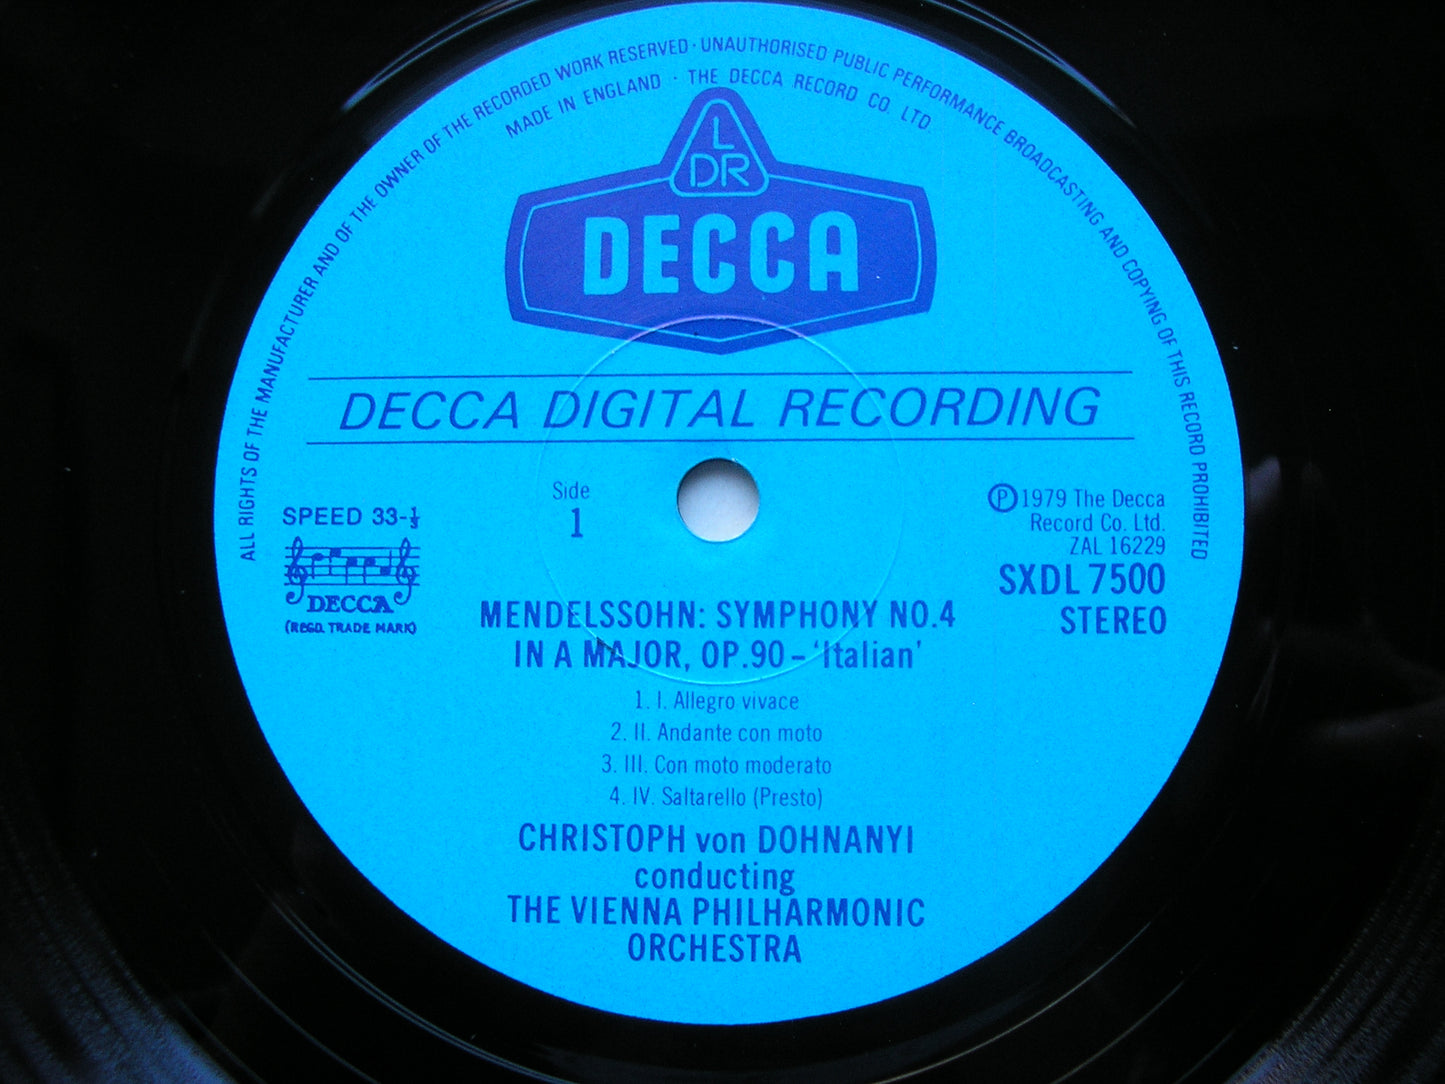 ALL RIGHTS OF THE MANUFACTURER AND OF THE OWNER OF THE RECORDED WORK RESERVED · UNAUTHORISED PUBLIC PERFORMANCE BROADCASTING AND COPYING OF THIS RECORD PROHIBITED
MADE IN ENGLAND · THE DECCA RECORD CO. LTD.
L
DR
DECCA
DECCA DIGITAL RECORDING
Side
1
SPEED 33-⅓
DECCA
(REGD. TRADE MARK)
Ⓟ1979 The Decca
Record Co. Ltd.
ZAL 16229
SXDL 7500
STEREO
MENDELSSOHN: SYMPHONY NO.4
IN A MAJOR, OP.90 – 'Italian'
1. I. Allegro vivace
2. II. Andante con moto
3. III. Con moto moderato
4. IV. Saltarello (Presto)
CHRISTOPH von DOHNANYI
conducting
THE VIENNA PHILHARMONIC
ORCHESTRA